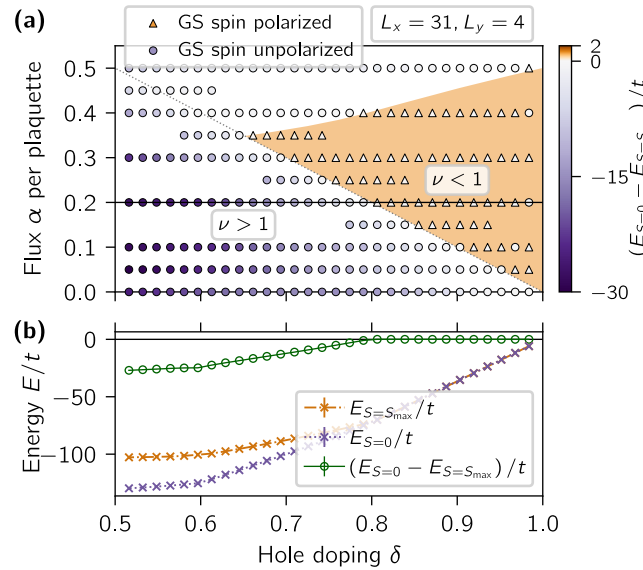 (a)
GS spin polarized
GS spin unpolarized
L_x = 31, L_y = 4
Flux α per plaquette
0.5
0.4
0.3
0.2
0.1
0.0
ν < 1
ν > 1
2
0
−15
−30
(E_{S=0} − E_{S=S
)/t
(b)
Energy E/t
0
−50
−100
E_{S=S_max}/t
E_{S=0}/t
(E_{S=0} − E_{S=S_max})/t
0.5 0.6 0.7 0.8 0.9 1.0
Hole doping δ